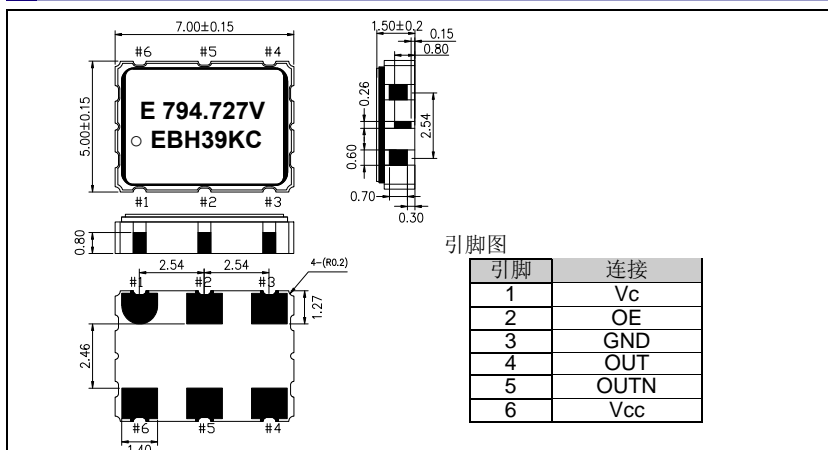 7.00±0.15
#6 #5 #4
5.00±0.15
E 794.727V
EBH39KC
#1 #2 #3
1.50±0.2
0.15
0.80
0.26
2.54
0.60
0.70
0.30
0.80
2.54 2.54
4-(R0.2)
#1 #2 #3
1.27
2.46
#6 #5 #4
1.40
引脚图
引脚 连接
1 Vc
2 OE
3 GND
4 OUT
5 OUTN
6 Vcc